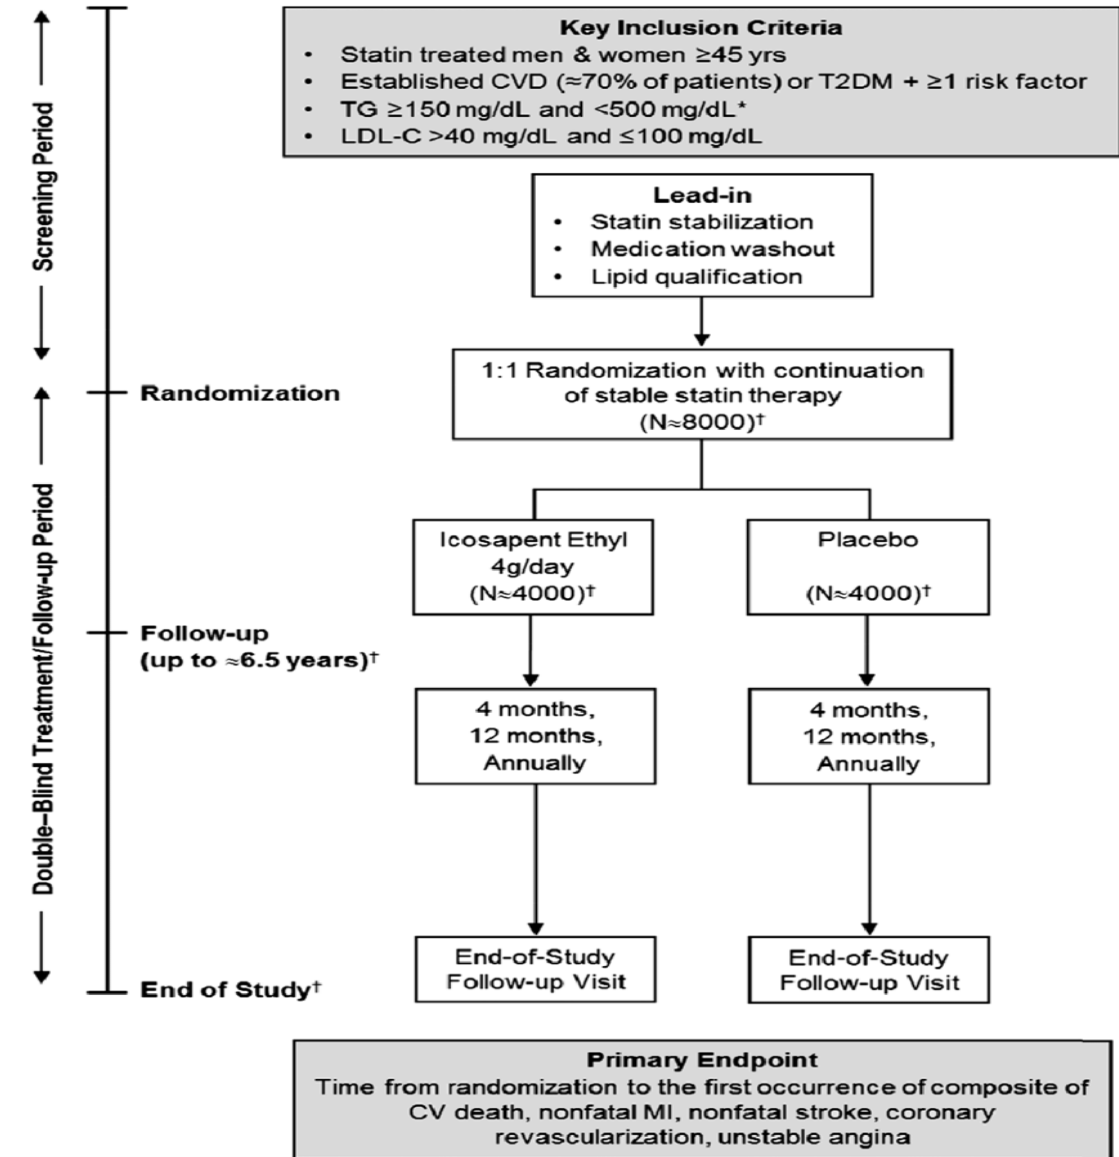 Key Inclusion Criteria
• Statin treated men & women ≥45 yrs
• Established CVD (≈70% of patients) or T2DM + ≥1 risk factor
• TG ≥150 mg/dL and <500 mg/dL*
• LDL-C >40 mg/dL and ≤100 mg/dL
Screening Period
Lead-in
• Statin stabilization
• Medication washout
• Lipid qualification
Randomization
1:1 Randomization with continuation
of stable statin therapy
(N≈8000)†
Double–Blind Treatment/Follow-up Period
Icosapent Ethyl
4g/day
(N≈4000)†
Placebo
(N≈4000)†
Follow-up
(up to ≈6.5 years)†
4 months,
12 months,
Annually
4 months,
12 months,
Annually
End of Study†
End-of-Study
Follow-up Visit
End-of-Study
Follow-up Visit
Primary Endpoint
Time from randomization to the first occurrence of composite of
CV death, nonfatal MI, nonfatal stroke, coronary
revascularization, unstable angina